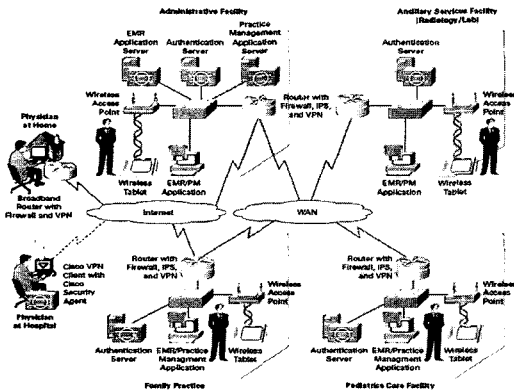 Administrative Facility
EMR
Application
Server
Authentication
Server
Practice
Management
Application
Server
Wireless
Access
Point
Wireless
Tablet
EMR/PM
Application
Router with
Firewall, IPS,
and VPN
Ancillary Services Facility
(Radiology/Lab)
Authentication
Server
Wireless
Access
Point
EMR/PM
Application
Wireless
Tablet
Physician
at Home
Broadband
Router with
Firewall and VPN
Internet
WAN
Cisco VPN
Client with
Cisco
Security
Agent
Physician
at Hospital
Router with
Firewall, IPS,
and VPN
Wireless
Access
Point
Authentication
Server
EMR/Practice
Managment
Application
Wireless
Tablet
Family Practice
Router with
Firewall, IPS,
and VPN
Wireless
Access
Point
Authentication
Server
EMR/Practice
Managment
Application
Wireless
Tablet
Pediatrics Care Facility